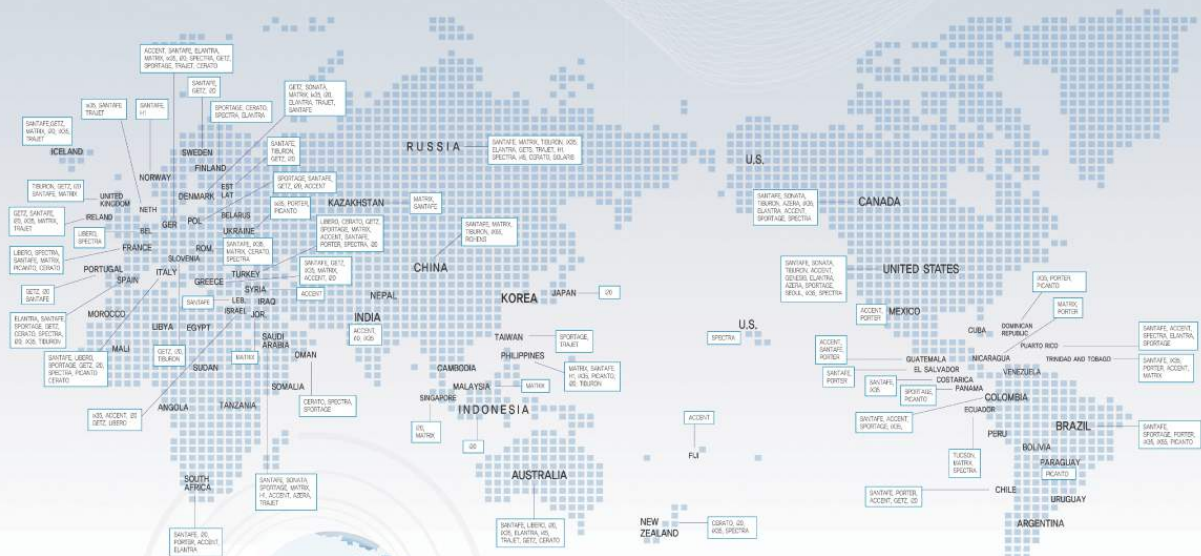 ACCENT, SANTAFE, ELANTRA,
MATRIX, iX35, i20, SPECTRA, GETZ,
SPORTAGE, TRAJET, CERATO
SANTAFE,
GETZ, i20
GETZ, SONATA,
MATRIX, iX35, i20,
ELANTRA, TRAJET,
SANTAFE
iX35, SANTAFE
TRAJET
SANTAFE,
H1
SPORTAGE, CERATO
SPECTRA, ELANTRA
SANTAFE, GETZ,
MATRIX, i20, iX35,
TRAJET
ICELAND
SWEDEN
FINLAND
NORWAY
SANTAFE,
TIBURON,
GETZ, i20
RUSSIA
SANTAFE, MATRIX, TIBURON, iX35,
ELANTRA, GETS, TRAJET, H1,
SPECTRA, CERATO, SOLARIS
U.S.
TIBURON, GETZ, i20
SANTAFE, MATRIX
UNITED
KINGDOM
DENMARK
EST
LAT
SPORTAGE, SANTAFE,
GETZ, i20, ACCENT
NETH
GER
POL
BELARUS
iX35, PORTER,
PICANTO
KAZAKHSTAN
MATRIX,
SANTAFE
SANTAFE, SONATA,
TIBURON, AZERA, iX35,
ELANTRA, ACCENT,
SPORTAGE, SPECTRA
CANADA
GETZ, SANTAFE,
i20, iX35, MATRIX,
TRAJET
IRELAND
LIBERO,
SPECTRA
BEL
UKRAINE
LIBERO, CERATO, GETZ,
SPORTAGE, MATRIX,
ACCENT, SANTAFE,
PORTER, SPECTRA, i20
SANTAFE, MATRIX,
TIBURON,
ROHENS
LIBERO, SPECTRA,
SANTAFE, MATRIX,
PICANTO, CERATO
FRANCE
ROM
SLOVENIA
SANTAFE, iX35,
MATRIX, CERATO,
SPECTRA
PORTUGAL
SPAIN
ITALY
GREECE
TURKEY
SANTAFE, GETZ,
iX35, MATRIX,
ACCENT, i20
CHINA
SANTAFE, SONATA,
TIBURON, ACCENT,
GENESIS, ELANTRA,
AZERA, SPORTAGE,
SEOUL, iX35, SPECTRA
UNITED STATES
GETZ, i20
SANTAFE
SYRIA
ACCENT
NEPAL
KOREA
JAPAN
i20
iX35, PORTER,
PICANTO
ELANTRA, SANTAFE,
SPORTAGE, GETZ,
CERATO, SPECTRA,
i20, iX35, TIBURON
MOROCCO
SANTAFE
LEB.
IRAQ
ISRAEL
JOR.
INDIA
ACCENT,
i20, iX35
U.S.
SPECTRA
ACCENT,
PORTER
MEXICO
MATRIX,
PORTER
CUBA
DOMINICAN
REPUBLIC
SANTAFE, ACCENT,
SPECTRA, ELANTRA,
SPORTAGE
LIBYA
EGYPT
MALI
SAUDI
ARABIA
TAIWAN
SPORTAGE,
TRAJET
ACCENT,
SANTAFE
PORTER
PUARTO RICO
SANTAFE, LIBERO,
SPORTAGE, GETZ, i20,
SPECTRA, PICANTO
CERATO
GETZ, i20,
TIBURON
MATRIX
OMAN
PHILIPPINES
GUATEMALA
NICARAGUA
TRINIDAD AND TOBAGO
SANTAFE, iX35,
PORTER, ACCENT,
MATRIX
SUDAN
CAMBODIA
MATRIX, SANTAFE,
H1, iX35, PICANTO,
i20, TIBURON
SANTAFE,
PORTER
EL SALVADOR
VENEZUELA
SOMALIA
MALAYSIA
MATRIX
SANTAFE,
iX35
COSTARICA
SPORTAGE,
PICANTO
PANAMA
COLOMBIA
CERATO, SPECTRA,
SPORTAGE
SINGAPORE
INDONESIA
iX35, ACCENT, i20
GETZ, LIBERO
ANGOLA
TANZANIA
ACCENT
SANTAFE, ACCENT
SPORTAGE
ECUADOR
i20,
MATRIX
PERU
BRAZIL
SANTAFE,
SPORTAGE, PORTER,
iX35, PICANTO
i30
FIJI
TUCSON,
MATRIX,
SPECTRA
BOLIVIA
PARAGUAY
PICANTO
SOUTH
AFRICA
SANTAFE, SONATA,
SPORTAGE, MATRIX,
H1, ACCENT, AZERA,
TRAJET
AUSTRALIA
SANTAFE, PORTER,
ACCENT, GETZ, i20
CHILE
URUGUAY
SANTAFE, i20,
PORTER, ACCENT,
ELANTRA
SANTAFE, LIBERO,
iX35, ELANTRA,
TRAJET, GETZ, CERATO
NEW
ZEALAND
CERATO, i20,
iX35, SPECTRA
ARGENTINA